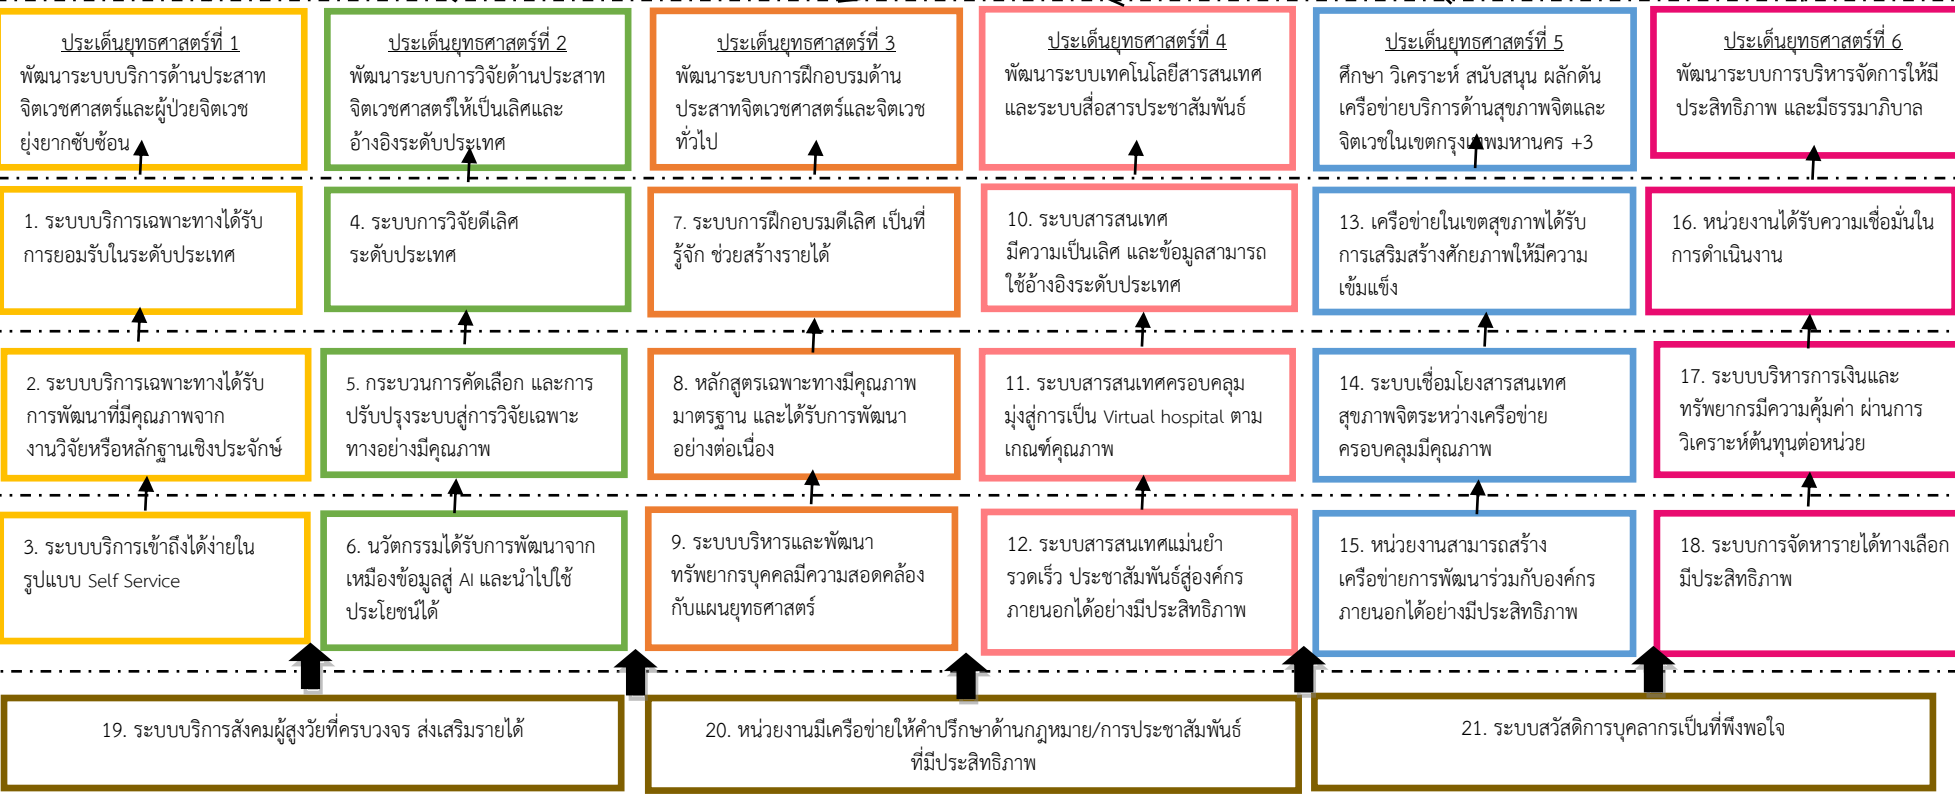 ประเด็นยุทธศาสตร์ที่ 1
พัฒนาระบบบริการด้านประสาท
จิตเวชศาสตร์และผู้ป่วยจิตเวช
ยุ่งยากซับซ้อน
ประเด็นยุทธศาสตร์ที่ 2
พัฒนาระบบการวิจัยด้านประสาท
จิตเวชศาสตร์ให้เป็นเลิศและ
อ้างอิงระดับประเทศ
ประเด็นยุทธศาสตร์ที่ 3
พัฒนาระบบการฝึกอบรมด้าน
ประสาทจิตเวชศาสตร์และจิตเวช
ทั่วไป
ประเด็นยุทธศาสตร์ที่ 4
พัฒนาระบบเทคโนโลยีสารสนเทศ
และระบบสื่อสารประชาสัมพันธ์
ประเด็นยุทธศาสตร์ที่ 5
ศึกษา วิเคราะห์ สนับสนุน ผลักดัน
เครือข่ายบริการด้านสุขภาพจิตและ
จิตเวชในเขตกรุงเทพมหานคร +3
ประเด็นยุทธศาสตร์ที่ 6
พัฒนาระบบการบริหารจัดการให้มี
ประสิทธิภาพ และมีธรรมาภิบาล
1. ระบบบริการเฉพาะทางได้รับ
การยอมรับในระดับประเทศ
4. ระบบการวิจัยดีเลิศ
ระดับประเทศ
7. ระบบการฝึกอบรมดีเลิศ เป็นที่
รู้จัก ช่วยสร้างรายได้
10. ระบบสารสนเทศ
มีความเป็นเลิศ และข้อมูลสามารถ
ใช้อ้างอิงระดับประเทศ
13. เครือข่ายในเขตสุขภาพได้รับ
การเสริมสร้างศักยภาพให้มีความ
เข้มแข็ง
16. หน่วยงานได้รับความเชื่อมั่นใน
การดำเนินงาน
2. ระบบบริการเฉพาะทางได้รับ
การพัฒนาที่มีคุณภาพจาก
งานวิจัยหรือหลักฐานเชิงประจักษ์
5. กระบวนการคัดเลือก และการ
ปรับปรุงระบบสู่การวิจัยเฉพาะ
ทางอย่างมีคุณภาพ
8. หลักสูตรเฉพาะทางมีคุณภาพ
มาตรฐาน และได้รับการพัฒนา
อย่างต่อเนื่อง
11. ระบบสารสนเทศครอบคลุม
มุ่งสู่การเป็น Virtual hospital ตาม
เกณฑ์คุณภาพ
14. ระบบเชื่อมโยงสารสนเทศ
สุขภาพจิตระหว่างเครือข่าย
ครอบคลุมมีคุณภาพ
17. ระบบบริหารการเงินและ
ทรัพยากรมีความคุ้มค่า ผ่านการ
วิเคราะห์ต้นทุนต่อหน่วย
3. ระบบบริการเข้าถึงได้ง่ายใน
รูปแบบ Self Service
6. นวัตกรรมได้รับการพัฒนาจาก
เหมืองข้อมูลสู่ AI และนำไปใช้
ประโยชน์ได้
9. ระบบบริหารและพัฒนา
ทรัพยากรบุคคลมีความสอดคล้อง
กับแผนยุทธศาสตร์
12. ระบบสารสนเทศแม่นยำ
รวดเร็ว ประชาสัมพันธ์สู่องค์กร
ภายนอกได้อย่างมีประสิทธิภาพ
15. หน่วยงานสามารถสร้าง
เครือข่ายการพัฒนาร่วมกับองค์กร
ภายนอกได้อย่างมีประสิทธิภาพ
18. ระบบการจัดหารายได้ทางเลือก
มีประสิทธิภาพ
19. ระบบบริการสังคมผู้สูงวัยที่ครบวงจร ส่งเสริมรายได้
20. หน่วยงานมีเครือข่ายให้คำปรึกษาด้านกฎหมาย/การประชาสัมพันธ์
ที่มีประสิทธิภาพ
21. ระบบสวัสดิการบุคลากรเป็นที่พึงพอใจ